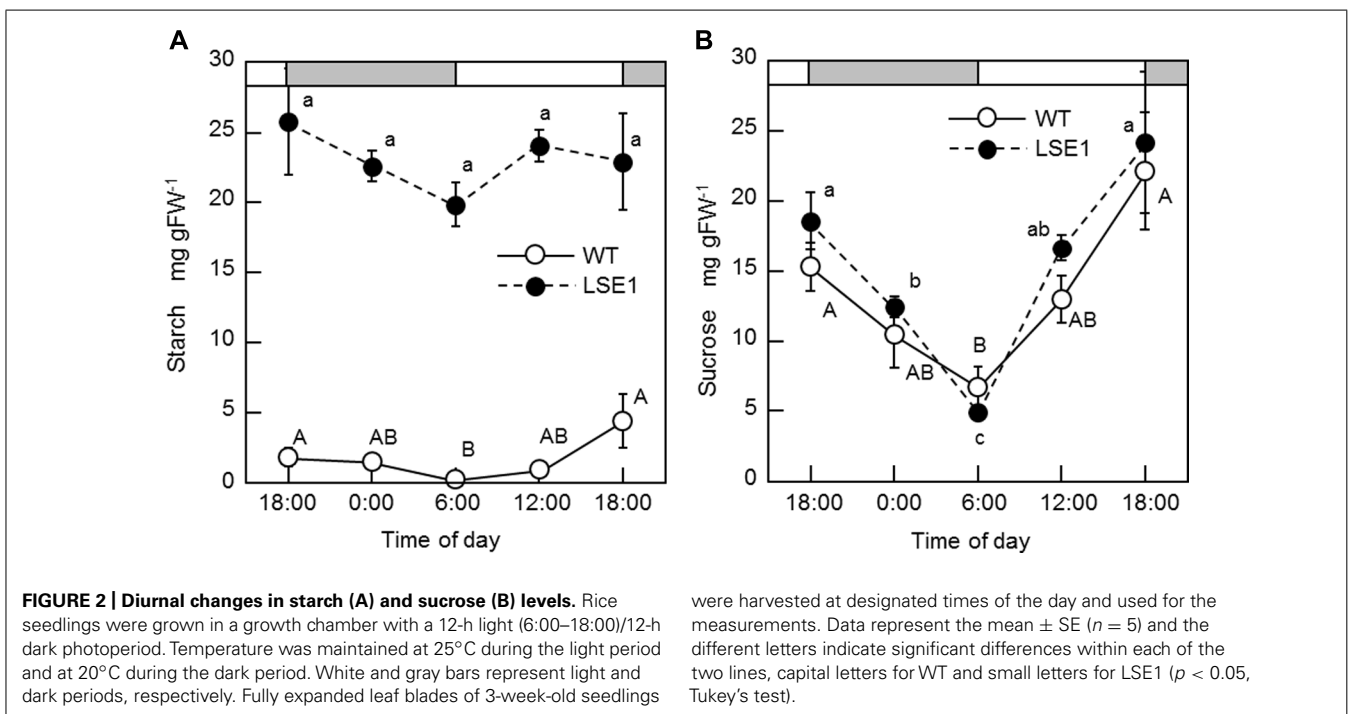 A
30
25
20
15
10
5
0
Starch mg gFW-1
a
a
a
a
a
WT
LSE1
A
AB
B
AB
A
18:00 0:00 6:00 12:00 18:00
Time of day
B
30
25
20
15
10
5
0
Sucrose mg gFW-1
WT
LSE1
a
A
b
AB
B
c
ab
AB
a
A
18:00 0:00 6:00 12:00 18:00
Time of day
FIGURE 2 | Diurnal changes in starch (A) and sucrose (B) levels. Rice
seedlings were grown in a growth chamber with a 12-h light (6:00–18:00)/12-h
dark photoperiod. Temperature was maintained at 25°C during the light period
and at 20°C during the dark period. White and gray bars represent light and
dark periods, respectively. Fully expanded leaf blades of 3-week-old seedlings
were harvested at designated times of the day and used for the
measurements. Data represent the mean ± SE (n = 5) and the
different letters indicate significant differences within each of the
two lines, capital letters for WT and small letters for LSE1 (p < 0.05,
Tukey's test).